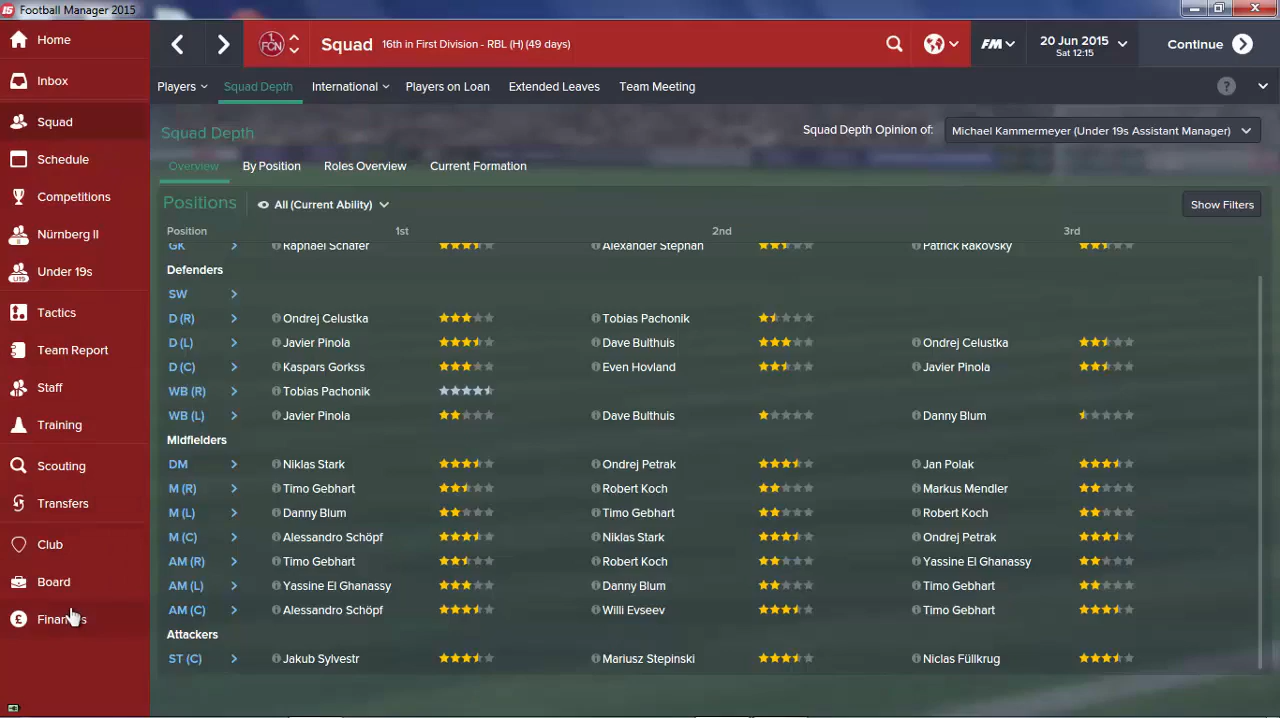 Football Manager 2015
Home
Inbox
Squad
Schedule
Competitions
Nürnberg II
Under 19s
Tactics
Team Report
Staff
Training
Scouting
Transfers
Club
Board
FCN
Squad 16th in First Division - RBL (H) (49 days)
FM
20 Jun 2015
Sat 12:15
Continue
Players Squad Depth International Players on Loan Extended Leaves Team Meeting
Squad Depth
Squad Depth Opinion of: Michael Kammermeyer (Under 19s Assistant Manager)
Overview By Position Roles Overview Current Formation
Positions All (Current Ability) Show Filters
Position 1st 2nd 3rd
GK Raphael Schäfer Alexander Stephan Patrick Rakovsky
Defenders
SW
D (R) Ondrej Celustka Tobias Pachonik
D (L) Javier Pinola Dave Bulthuis Ondrej Celustka
D (C) Kaspars Gorkss Even Hovland Javier Pinola
WB (R) Tobias Pachonik
WB (L) Javier Pinola Dave Bulthuis Danny Blum
Midfielders
DM Niklas Stark Ondrej Petrak Jan Polak
M (R) Timo Gebhart Robert Koch Markus Mendler
M (L) Danny Blum Timo Gebhart Robert Koch
M (C) Alessandro Schöpf Niklas Stark Ondrej Petrak
AM (R) Timo Gebhart Robert Koch Yassine El Ghanassy
AM (L) Yassine El Ghanassy Danny Blum Timo Gebhart
AM (C) Alessandro Schöpf Willi Evseev Timo Gebhart
Attackers
ST (C) Jakub Sylvestr Mariusz Stepinski Niclas Füllkrug